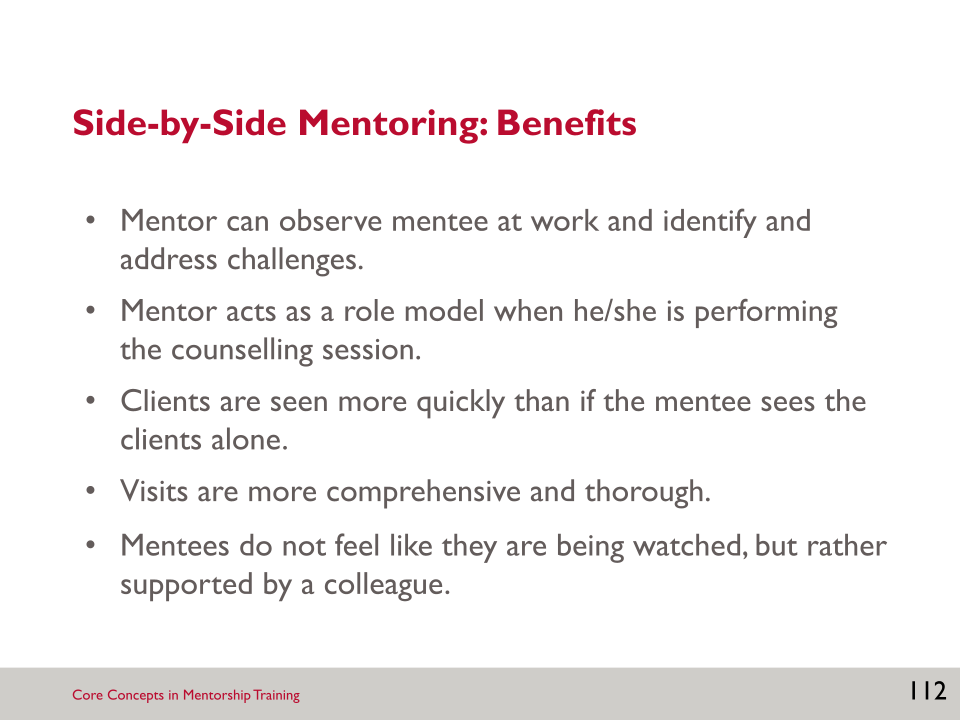 Side-by-Side Mentoring: Benefits
• Mentor can observe mentee at work and identify and
address challenges.
• Mentor acts as a role model when he/she is performing
the counselling session.
• Clients are seen more quickly than if the mentee sees the
clients alone.
• Visits are more comprehensive and thorough.
• Mentees do not feel like they are being watched, but rather
supported by a colleague.
Core Concepts in Mentorship Training
112